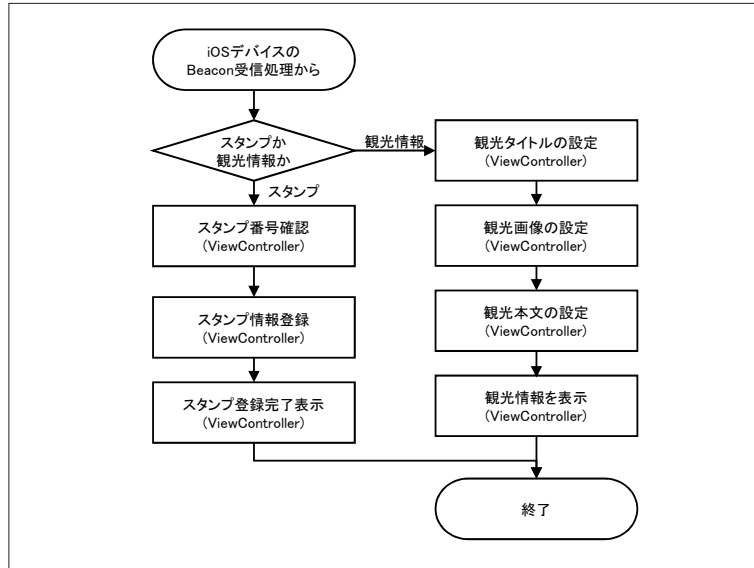 iOSデバイスの
Beacon受信処理から
スタンプか
観光情報か
観光情報
スタンプ
スタンプ番号確認
(ViewController)
スタンプ情報登録
(ViewController)
スタンプ登録完了表示
(ViewController)
観光タイトルの設定
(ViewController)
観光画像の設定
(ViewController)
観光本文の設定
(ViewController)
観光情報を表示
(ViewController)
終了